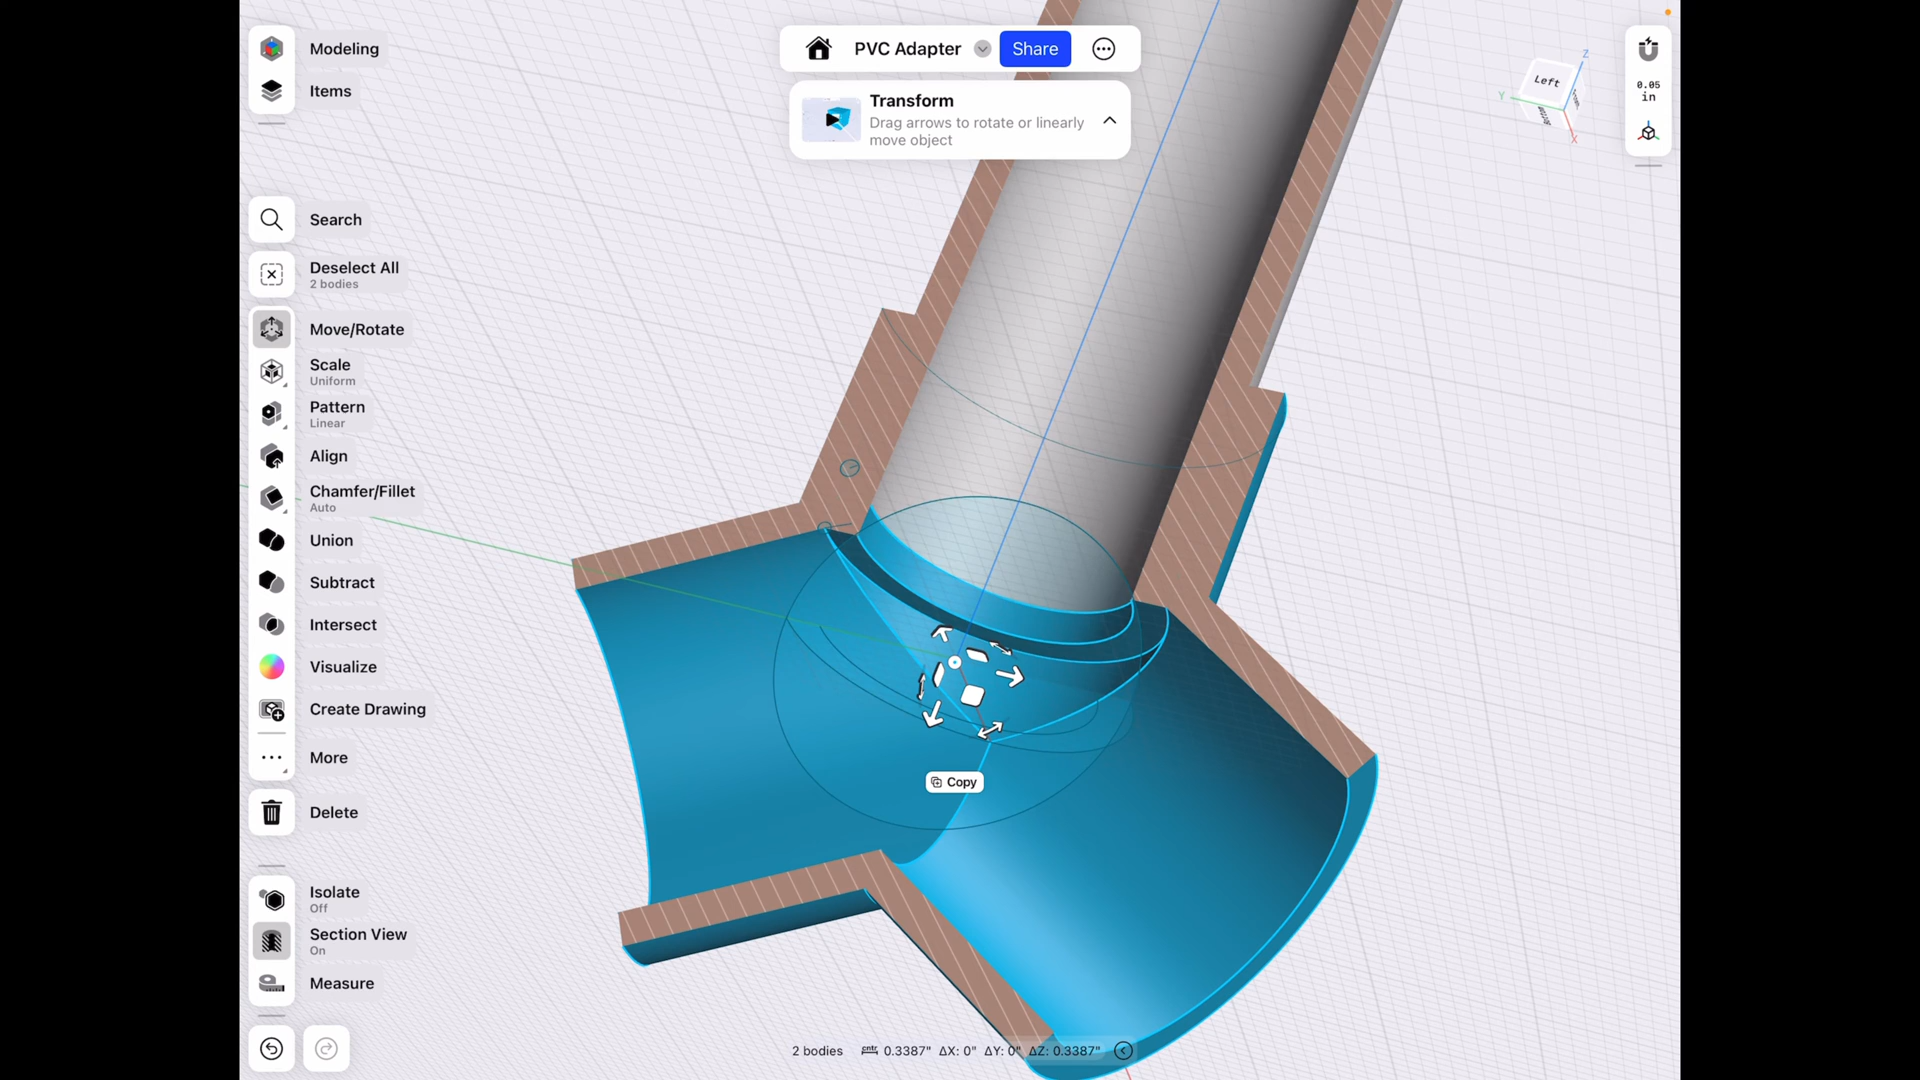 Modeling
Items
PVC Adapter
Share
Transform
Drag arrows to rotate or linearly
move object
Left
Z
Y
X
0.05
in
Search
Deselect All
2 bodies
Move/Rotate
Scale
Uniform
Pattern
Linear
Align
Chamfer/Fillet
Auto
Union
Subtract
Intersect
Visualize
Create Drawing
More
Delete
Copy
Isolate
Off
Section View
On
Measure
2 bodies cntr 0.3387" ΔX: 0" ΔY: 0" ΔZ: 0.3387"